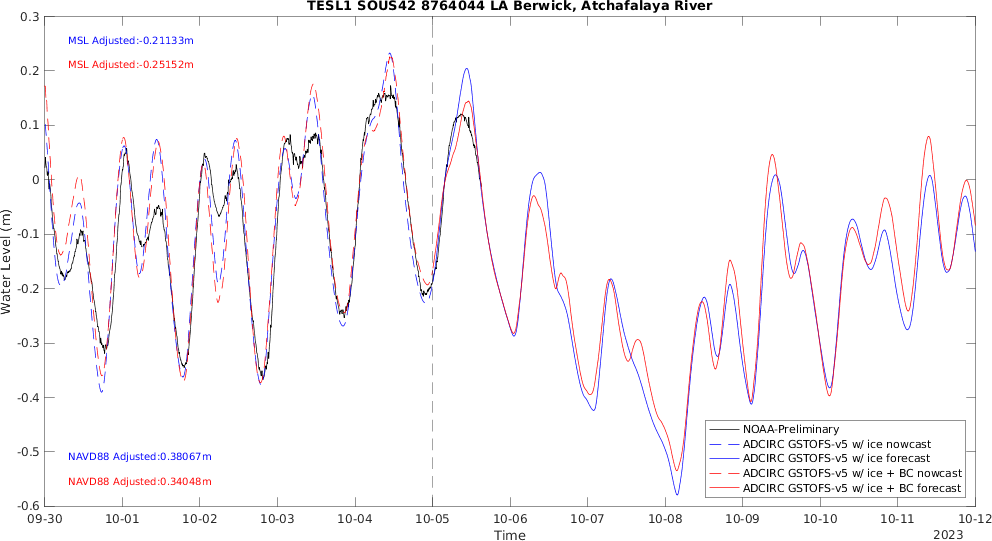 TESL1 SOUS42 8764044 LA Berwick, Atchafalaya River
MSL Adjusted:-0.21133m
MSL Adjusted:-0.25152m
NAVD88 Adjusted:0.38067m
NAVD88 Adjusted:0.34048m
Water Level (m)
0.3
0.2
0.1
0
-0.1
-0.2
-0.3
-0.4
-0.5
-0.6
NOAA-Preliminary
ADCIRC GSTOFS-v5 w/ ice nowcast
ADCIRC GSTOFS-v5 w/ ice forecast
ADCIRC GSTOFS-v5 w/ ice + BC nowcast
ADCIRC GSTOFS-v5 w/ ice + BC forecast
09-30 10-01 10-02 10-03 10-04 10-05 10-06 10-07 10-08 10-09 10-10 10-11 10-12
Time
2023